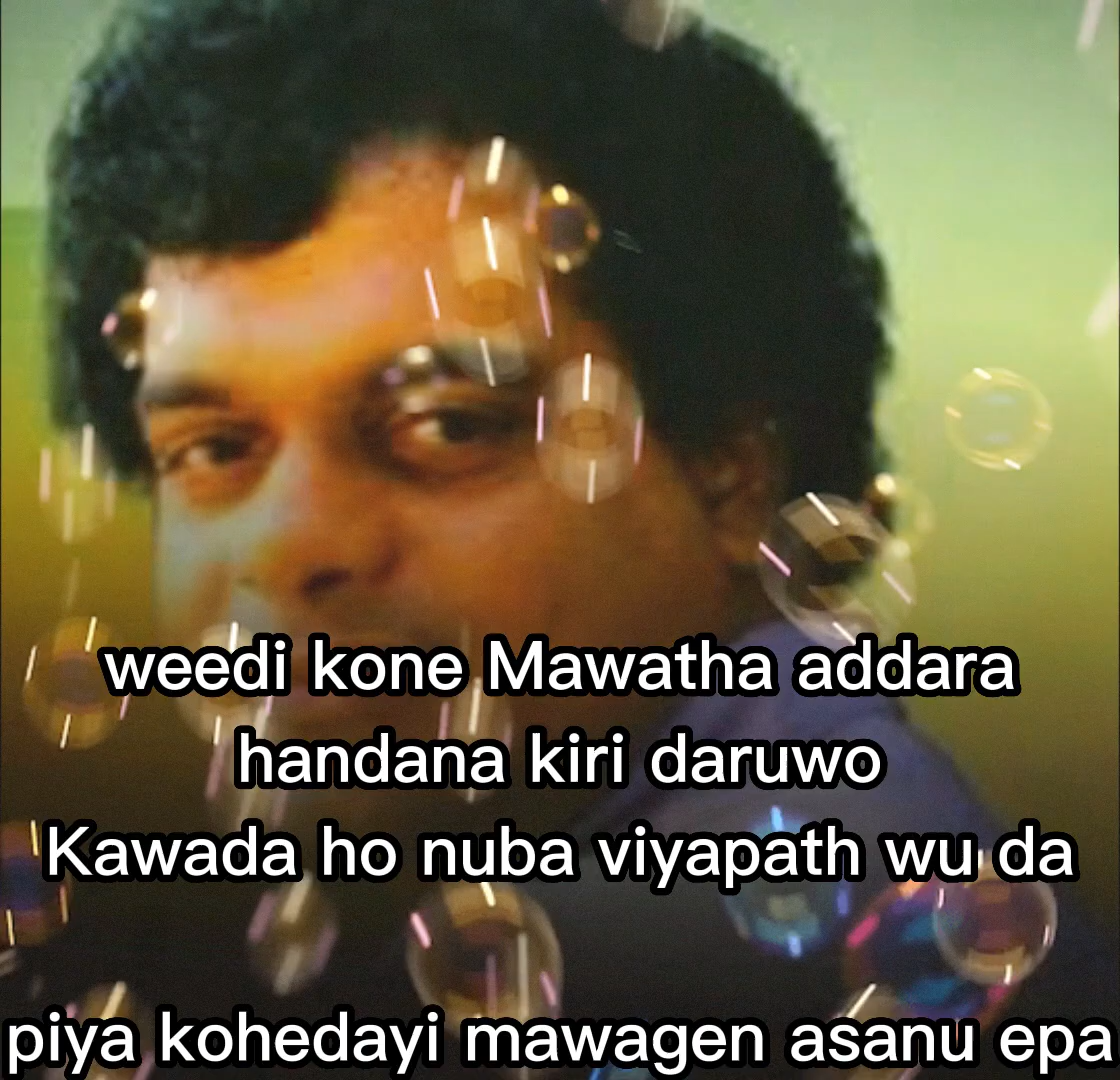 weedi kone Mawatha addara
handana kiri daruwo
Kawada ho nuba viyapath wu da
piya kohedayi mawagen asanu epa